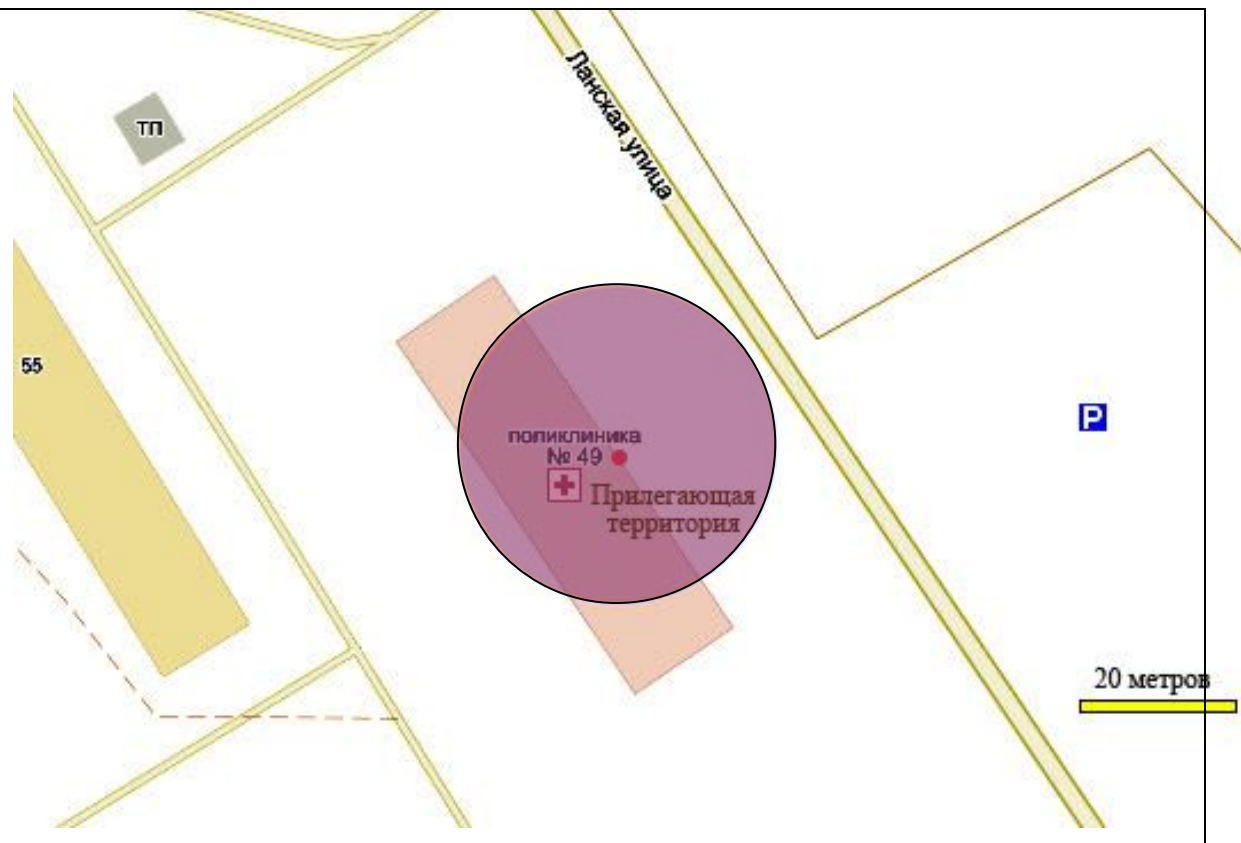 Ланская улица
ТП
55
P
поликлиника
№ 49
Прилегающая
территория
20 метров